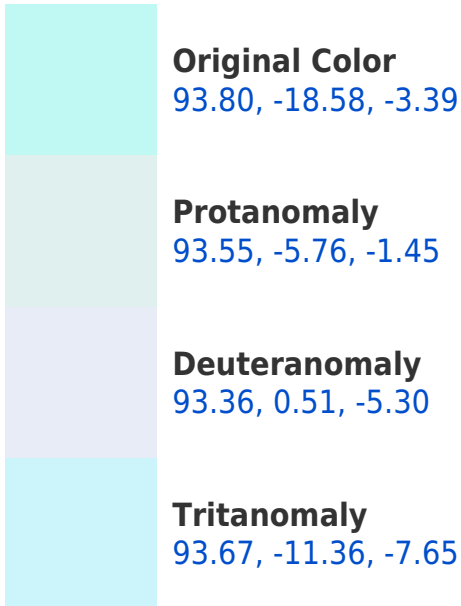 Original Color
93.80, -18.58, -3.39
Protanomaly
93.55, -5.76, -1.45
Deuteranomaly
93.36, 0.51, -5.30
Tritanomaly
93.67, -11.36, -7.65